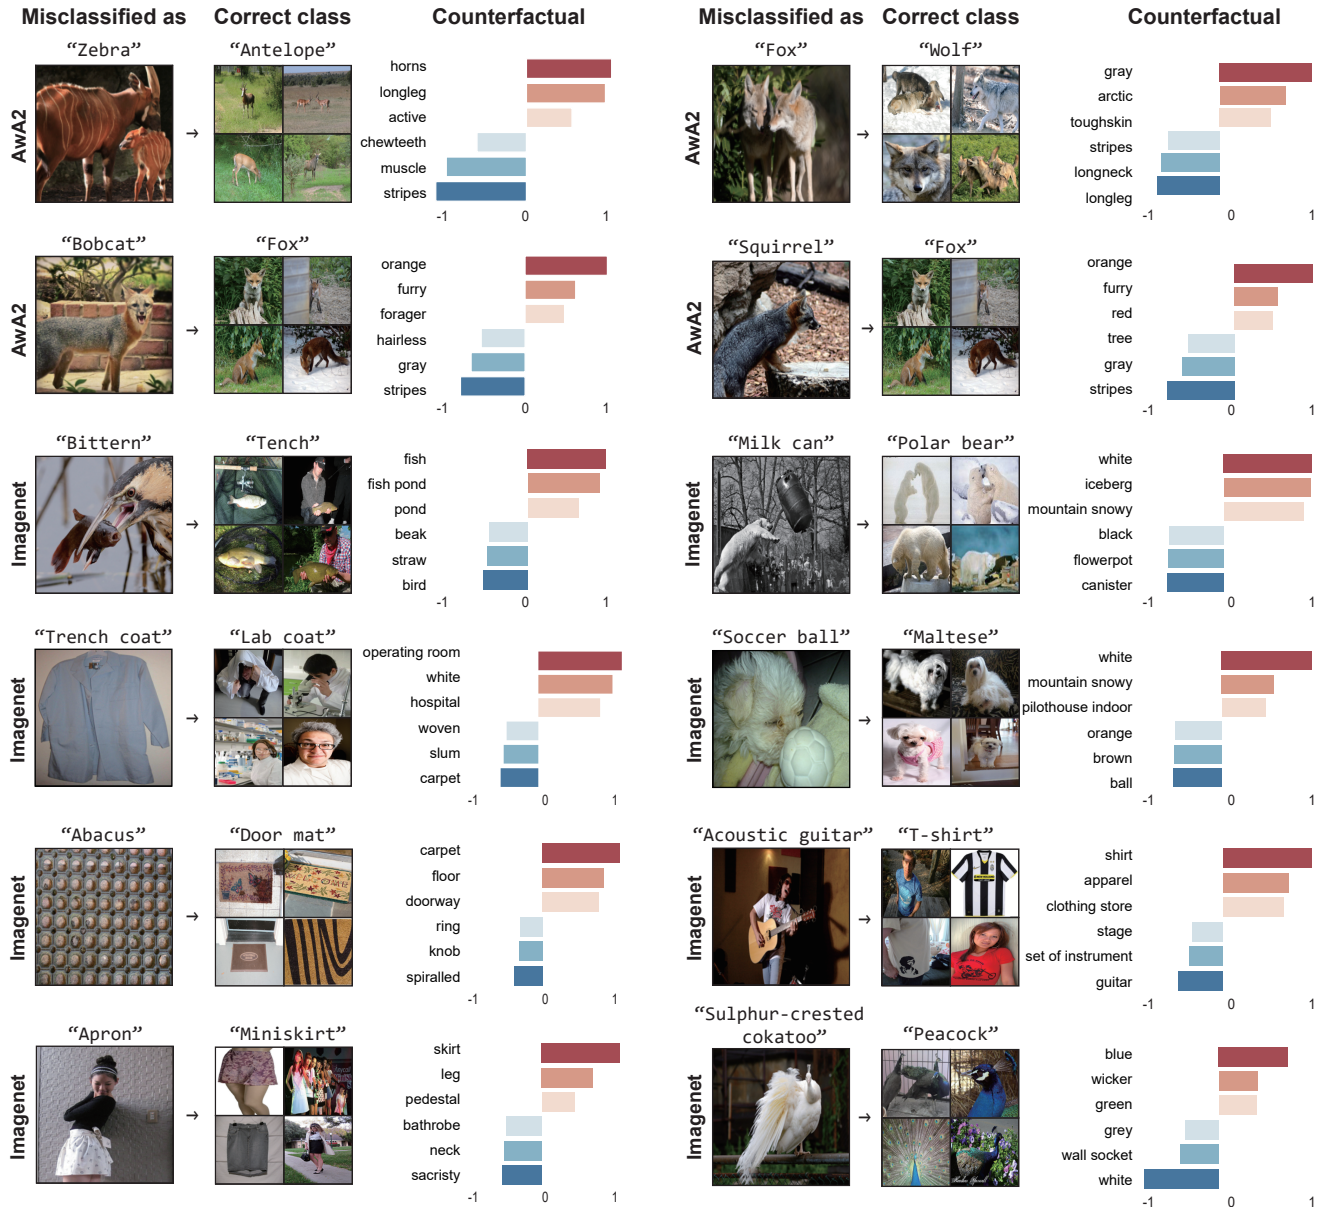 Misclassified as Correct class Counterfactual
AwA2
“Zebra” “Antelope”
→
horns
longleg
active
chewteeth
muscle
stripes
-1 0 1
AwA2
“Bobcat” “Fox”
→
orange
furry
forager
hairless
gray
stripes
-1 0 1
Imagenet
“Bittern” “Tench”
→
fish
fish pond
pond
beak
straw
bird
-1 0 1
Imagenet
“Trench coat” “Lab coat”
→
operating room
white
hospital
woven
slum
carpet
-1 0 1
Imagenet
“Abacus” “Door mat”
→
carpet
floor
doorway
ring
knob
spiralled
-1 0 1
Imagenet
“Apron” “Miniskirt”
→
skirt
leg
pedestal
bathrobe
neck
sacristy
-1 0 1
Misclassified as Correct class Counterfactual
AwA2
“Fox” “Wolf”
→
gray
arctic
toughskin
stripes
longneck
longleg
-1 0 1
AwA2
“Squirrel” “Fox”
→
orange
furry
red
tree
gray
stripes
-1 0 1
Imagenet
“Milk can” “Polar bear”
→
white
iceberg
mountain snowy
black
flowerpot
canister
-1 0 1
Imagenet
“Soccer ball” “Maltese”
→
white
mountain snowy
pilothouse indoor
orange
brown
ball
-1 0 1
Imagenet
“Acoustic guitar” “T-shirt”
→
shirt
apparel
clothing store
stage
set of instrument
guitar
-1 0 1
Imagenet
“Sulphur-crested
cokatoo” “Peacock”
→
blue
wicker
green
grey
wall socket
white
-1 0 1